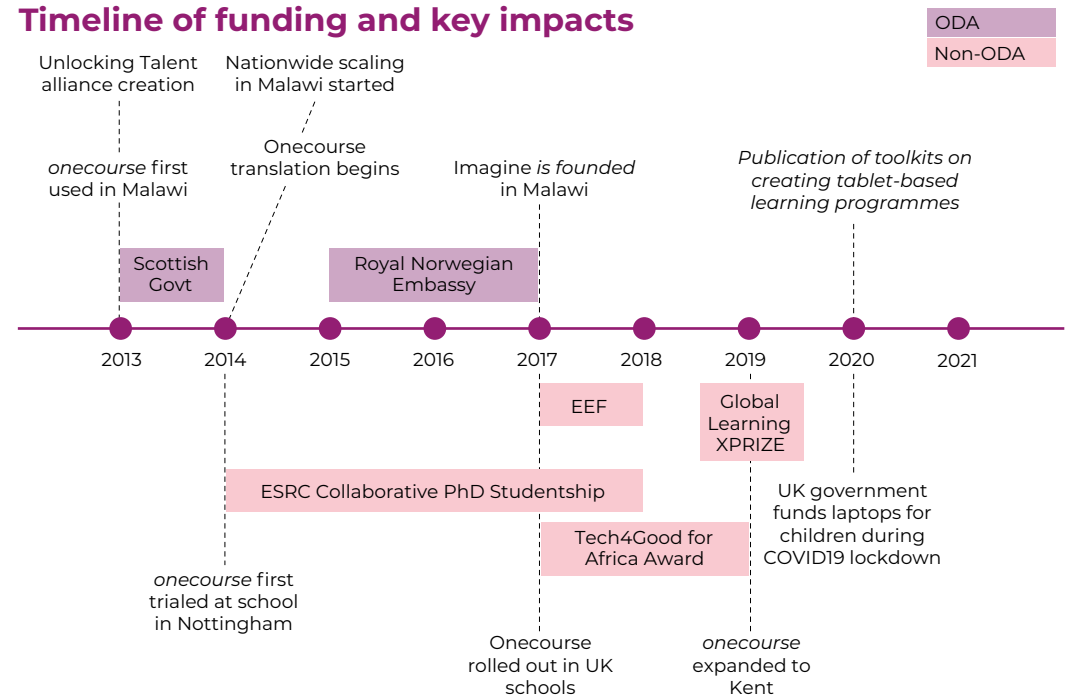 Timeline of funding and key impacts
ODA
Non-ODA
Unlocking Talent
alliance creation
Nationwide scaling
in Malawi started
onecourse first
used in Malawi
Onecourse
translation begins
Imagine is founded
in Malawi
Publication of toolkits on
creating tablet-based
learning programmes
Scottish
Govt
Royal Norwegian
Embassy
2013
2014
2015
2016
2017
2018
2019
2020
2021
EEF
Global
Learning
XPRIZE
ESRC Collaborative PhD Studentship
Tech4Good for
Africa Award
UK government
funds laptops for
children during
COVID19 lockdown
onecourse first
trialed at school
in Nottingham
Onecourse
rolled out in UK
schools
onecourse
expanded to
Kent